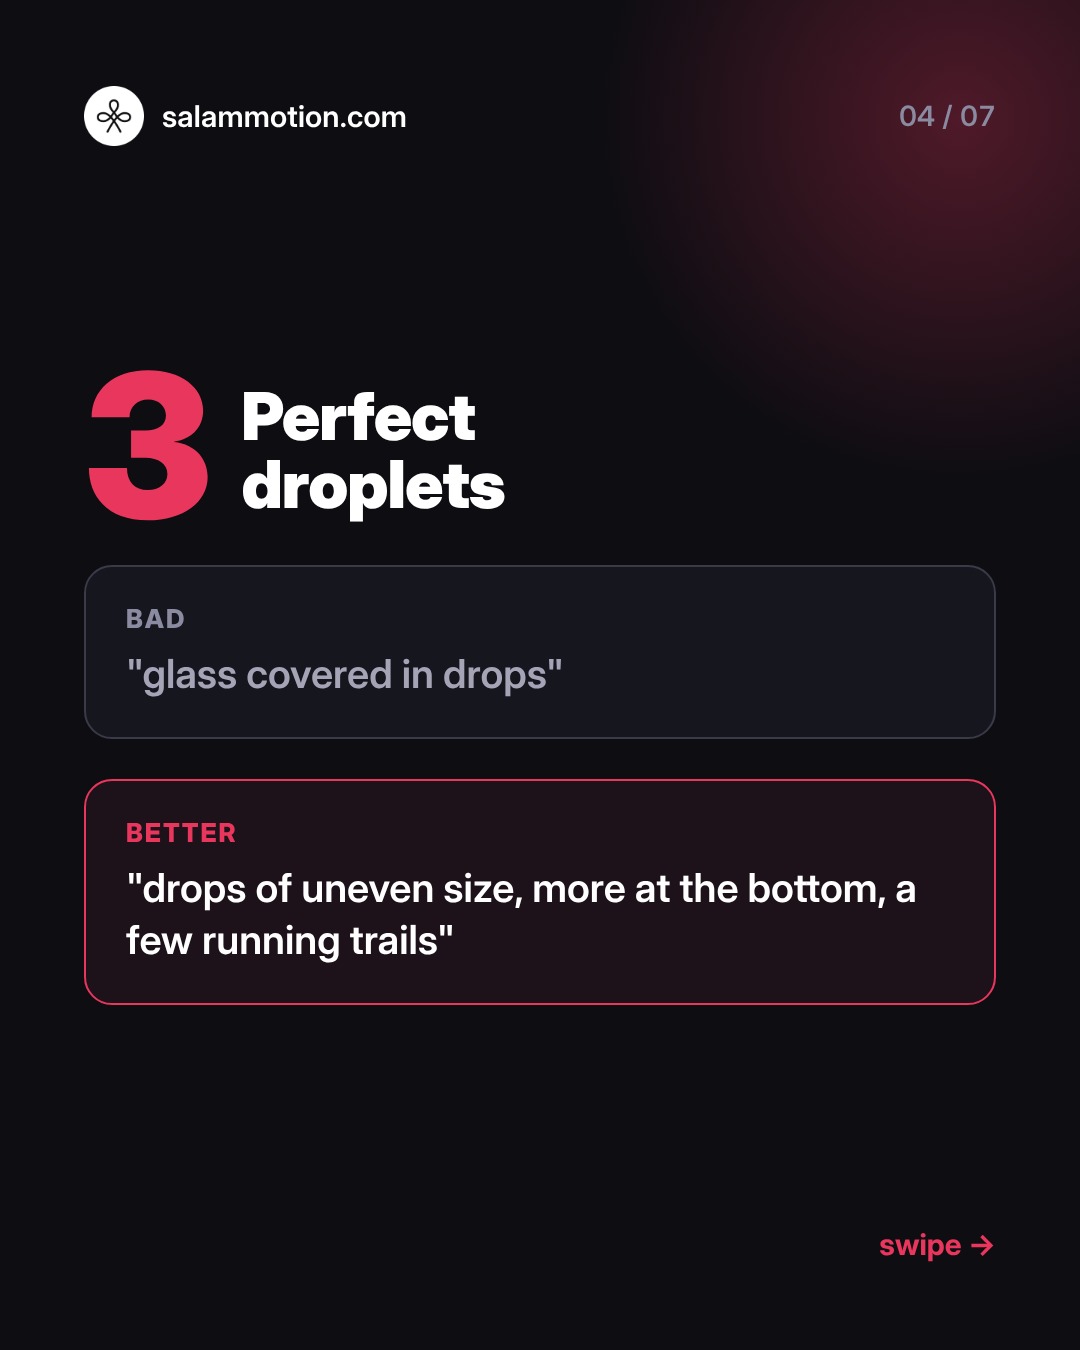 salammotion.com
04 / 07
3
Perfect
droplets
BAD
"glass covered in drops"
BETTER
"drops of uneven size, more at the bottom, a
few running trails"
swipe →